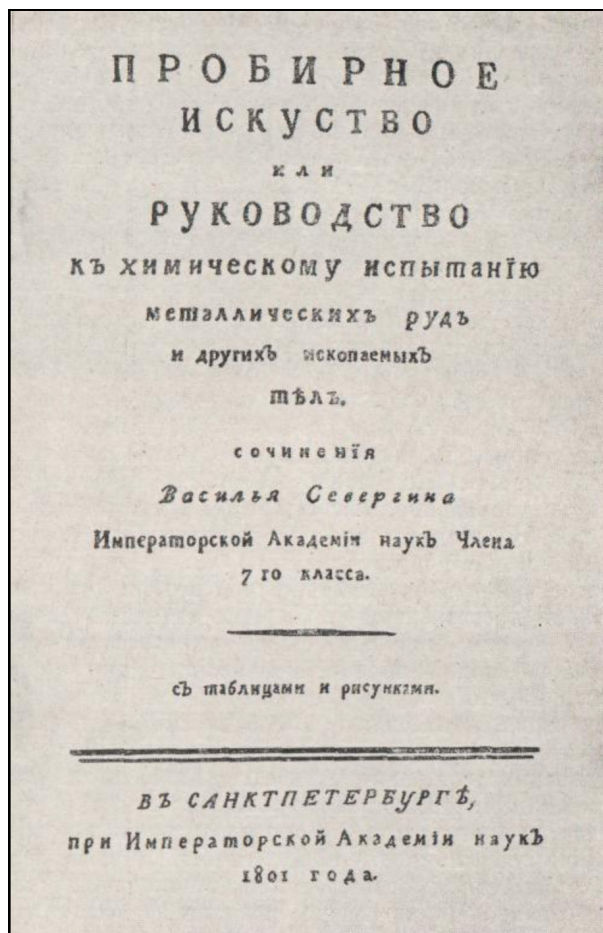 ПРОБИРНОЕ
ИСКУСТВО
или
РУКОВОДСТВО
къ химическому испытанїю
металлическихъ рудъ
и другихъ ископаемыхъ
тѣлъ.
сочиненїя
Василья Севергина
Императорской Академїи наукъ Члена
7 го класса.
съ таблицами и рисунками.
ВЪ САНКТПЕТЕРБУРГѢ,
при Императорской Академїи наукъ
1801 года.